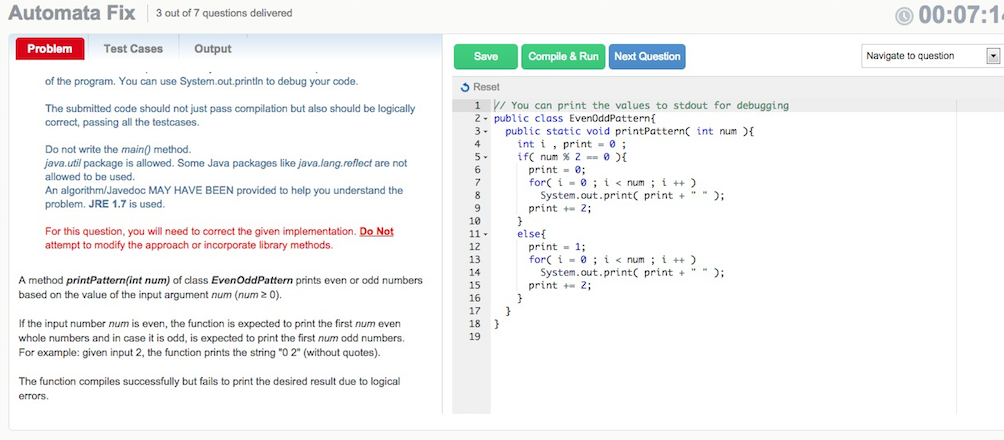 Automata Fix
3 out of 7 questions delivered
00:07:1
Problem
Test Cases
Output
of the program. You can use System.out.println to debug your code.
The submitted code should not just pass compilation but also should be logically
correct, passing all the testcases.
Do not write the main() method.
java.util package is allowed. Some Java packages like java.lang.reflect are not
allowed to be used.
An algorithm/Javedoc MAY HAVE BEEN provided to help you understand the
problem. JRE 1.7 is used.
For this question, you will need to correct the given implementation. Do Not
attempt to modify the approach or incorporate library methods.
A method printPattern(int num) of class EvenOddPattern prints even or odd numbers
based on the value of the input argument num (num ≥ 0).
If the input number num is even, the function is expected to print the first num even
whole numbers and in case it is odd, is expected to print the first num odd numbers.
For example: given input 2, the function prints the string "0 2" (without quotes).
The function compiles successfully but fails to print the desired result due to logical
errors.
Save
Compile & Run
Next Question
Navigate to question
Reset
1 // You can print the values to stdout for debugging
2 public class EvenOddPattern{
3 public static void printPattern( int num ){
4 int i , print = 0 ;
5 if( num % 2 == 0 ){
6 print = 0;
7 for( i = 0 ; i < num ; i ++ )
8 System.out.print( print + " " );
9 print += 2;
10 }
11 else{
12 print = 1;
13 for( i = 0 ; i < num ; i ++ )
14 System.out.print( print + " " );
15 print += 2;
16 }
17 }
18 }
19